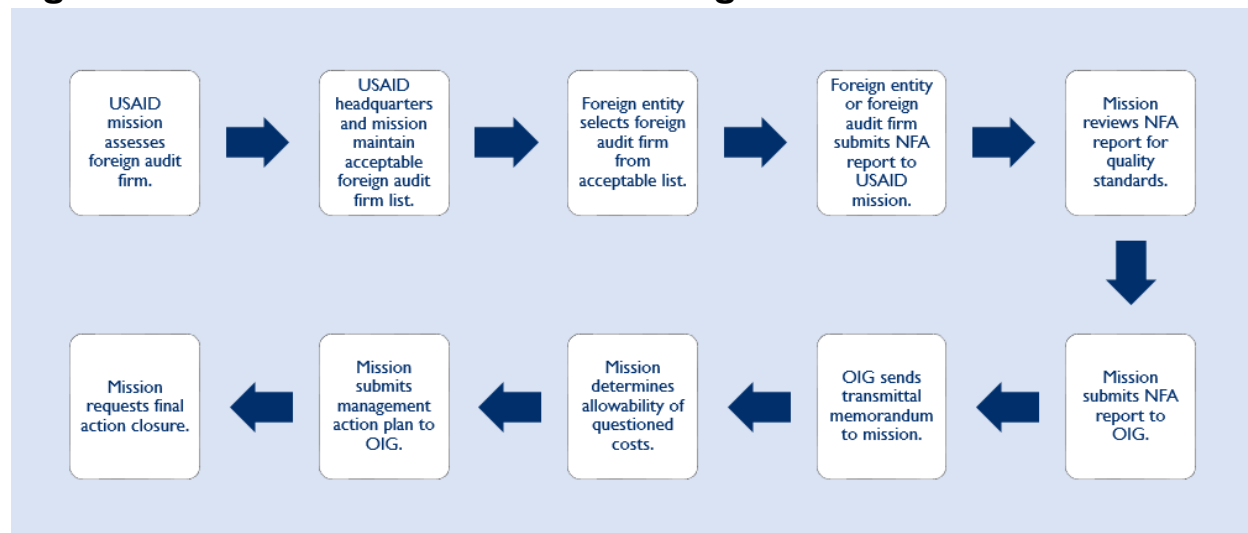 USAID
mission
assesses
foreign audit
firm.
USAID
headquarters
and mission
maintain
acceptable
foreign audit
firm list.
Foreign entity
selects foreign
audit firm
from
acceptable list.
Foreign entity
or foreign
audit firm
submits NFA
report to
USAID
mission.
Mission
reviews NFA
report for
quality
standards.
Mission
submits NFA
report to
OIG.
OIG sends
transmittal
memorandum
to mission.
Mission
determines
allowability of
questioned
costs.
Mission
submits
management
action plan to
OIG.
Mission
requests final
action closure.